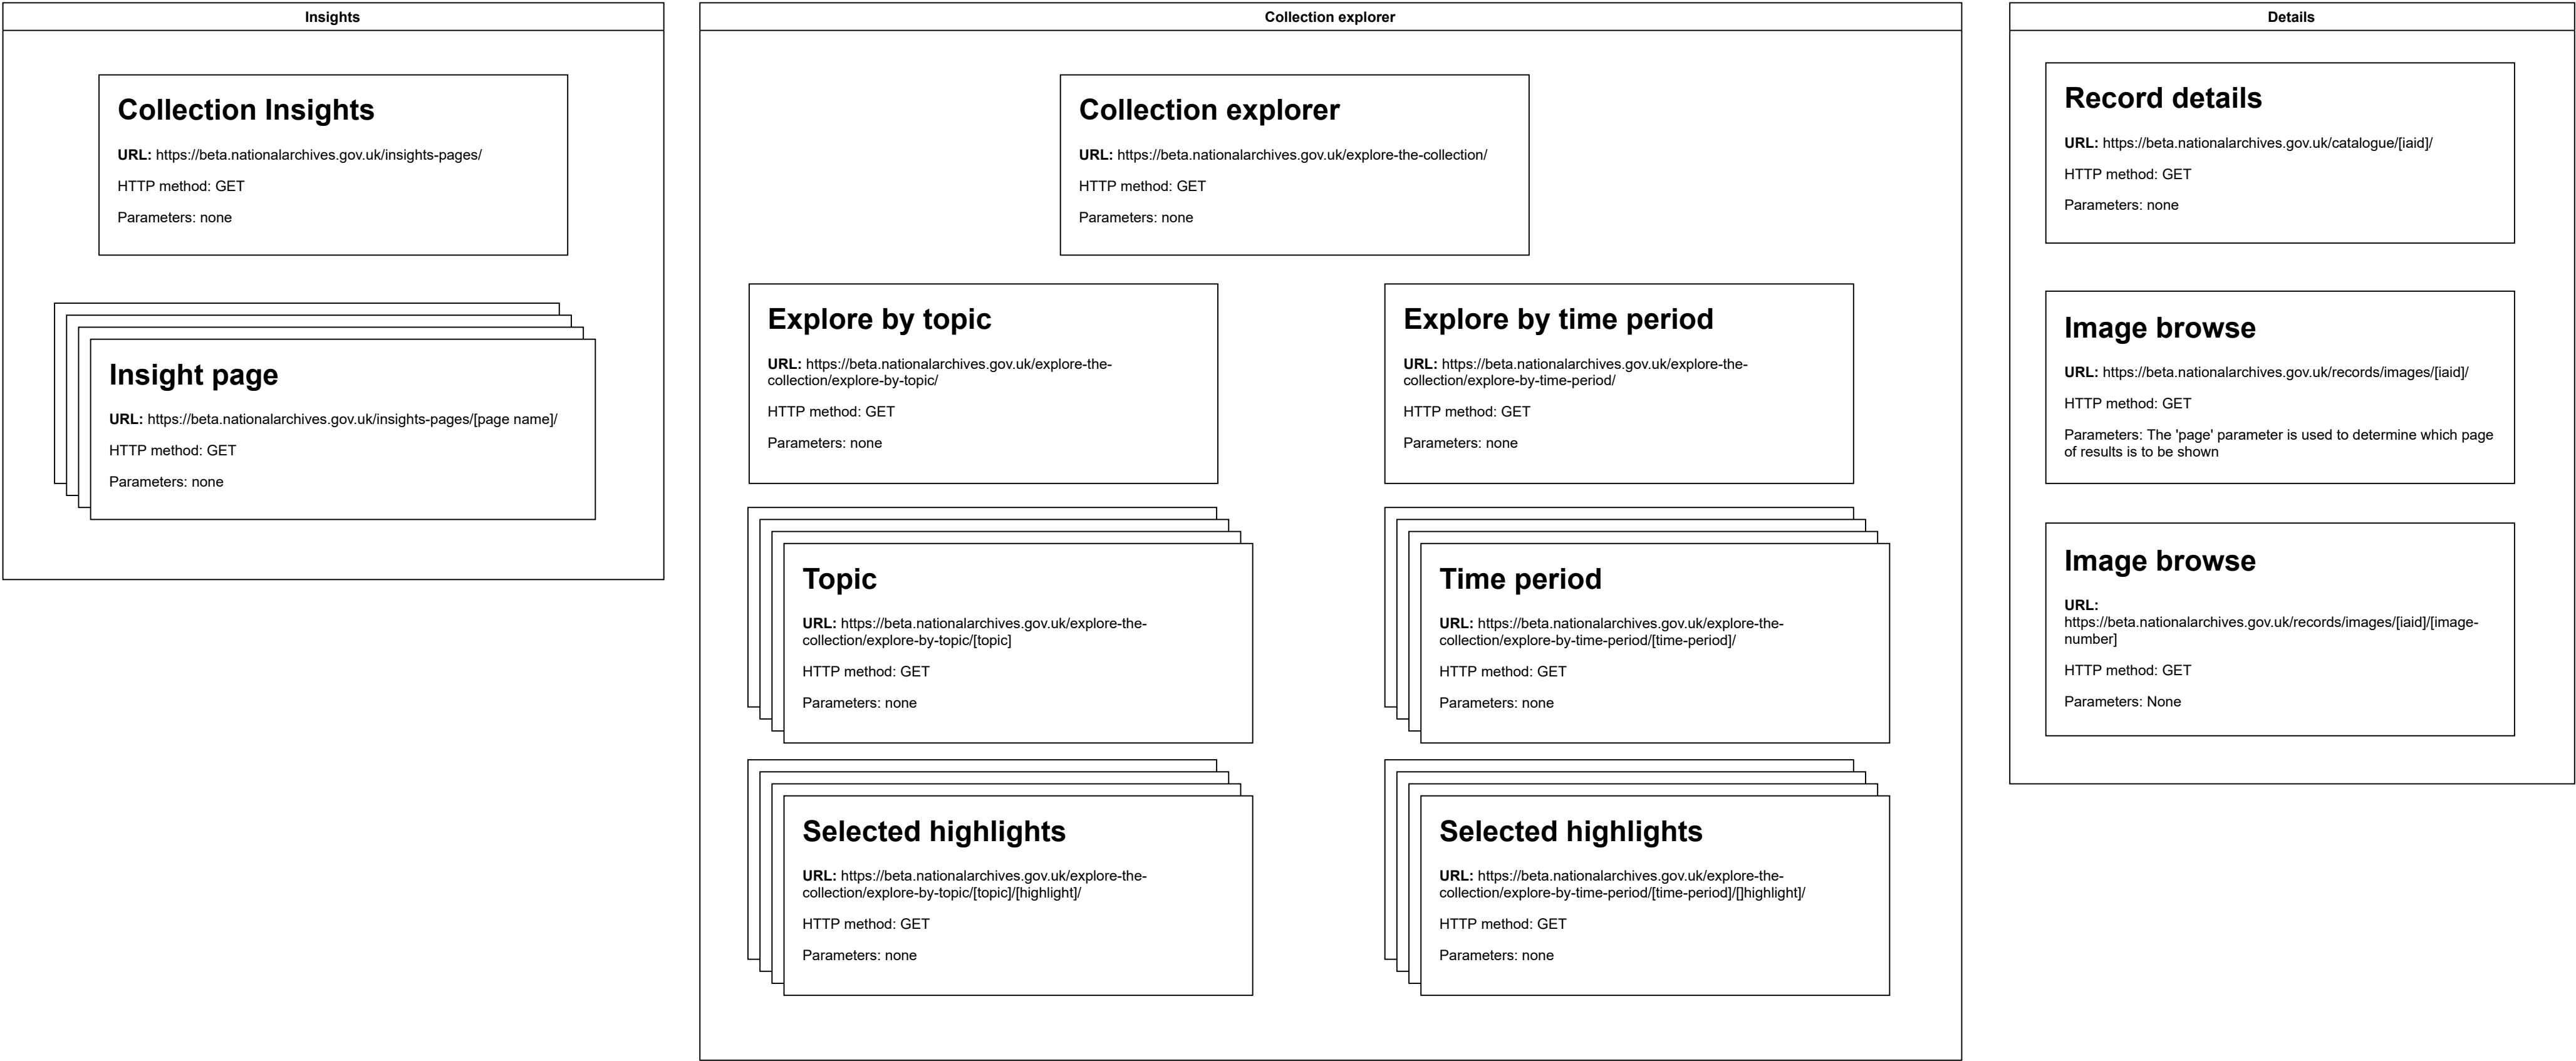 Insights
Collection Insights
URL: https://beta.nationalarchives.gov.uk/insights-pages/
HTTP method: GET
Parameters: none
Insight page
URL: https://beta.nationalarchives.gov.uk/insights-pages/[page name]/
HTTP method: GET
Parameters: none
Collection explorer
Collection explorer
URL: https://beta.nationalarchives.gov.uk/explore-the-collection/
HTTP method: GET
Parameters: none
Explore by topic
URL: https://beta.nationalarchives.gov.uk/explore-the-
collection/explore-by-topic/
HTTP method: GET
Parameters: none
Explore by time period
URL: https://beta.nationalarchives.gov.uk/explore-the-
collection/explore-by-time-period/
HTTP method: GET
Parameters: none
Topic
URL: https://beta.nationalarchives.gov.uk/explore-the-
collection/explore-by-topic/[topic]
HTTP method: GET
Parameters: none
Time period
URL: https://beta.nationalarchives.gov.uk/explore-the-
collection/explore-by-time-period/[time-period]/
HTTP method: GET
Parameters: none
Selected highlights
URL: https://beta.nationalarchives.gov.uk/explore-the-
collection/explore-by-topic/[topic]/[highlight]/
HTTP method: GET
Parameters: none
Selected highlights
URL: https://beta.nationalarchives.gov.uk/explore-the-
collection/explore-by-time-period/[time-period]/[]highlight]/
HTTP method: GET
Parameters: none
Details
Record details
URL: https://beta.nationalarchives.gov.uk/catalogue/[iaid]/
HTTP method: GET
Parameters: none
Image browse
URL: https://beta.nationalarchives.gov.uk/records/images/[iaid]/
HTTP method: GET
Parameters: The 'page' parameter is used to determine which page
of results is to be shown
Image browse
URL:
https://beta.nationalarchives.gov.uk/records/images/[iaid]/[image-
number]
HTTP method: GET
Parameters: None